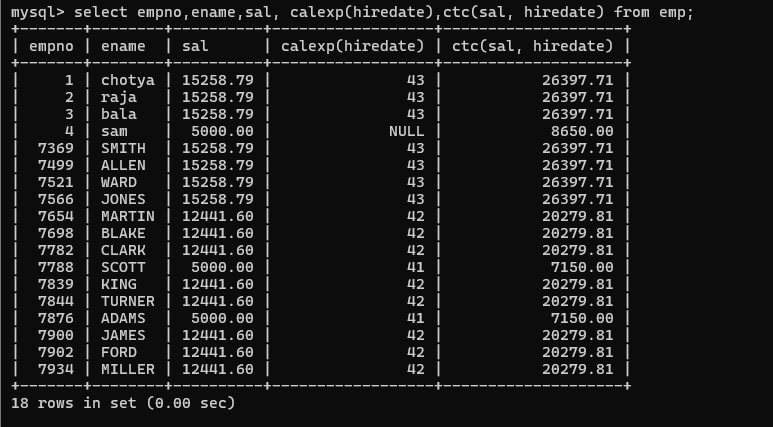 mysql> select empno,ename,sal, calexp(hiredate),ctc(sal, hiredate) from emp;
+-------+--------+----------+------------------+--------------------+
| empno | ename  | sal      | calexp(hiredate) | ctc(sal, hiredate) |
+-------+--------+----------+------------------+--------------------+
|     1 | chotya | 15258.79 |               43 |           26397.71 |
|     2 | raja   | 15258.79 |               43 |           26397.71 |
|     3 | bala   | 15258.79 |               43 |           26397.71 |
|     4 | sam    |  5000.00 |             NULL |            8650.00 |
|  7369 | SMITH  | 15258.79 |               43 |           26397.71 |
|  7499 | ALLEN  | 15258.79 |               43 |           26397.71 |
|  7521 | WARD   | 15258.79 |               43 |           26397.71 |
|  7566 | JONES  | 15258.79 |               43 |           26397.71 |
|  7654 | MARTIN | 12441.60 |               42 |           20279.81 |
|  7698 | BLAKE  | 12441.60 |               42 |           20279.81 |
|  7782 | CLARK  | 12441.60 |               42 |           20279.81 |
|  7788 | SCOTT  |  5000.00 |               41 |            7150.00 |
|  7839 | KING   | 12441.60 |               42 |           20279.81 |
|  7844 | TURNER | 12441.60 |               42 |           20279.81 |
|  7876 | ADAMS  |  5000.00 |               41 |            7150.00 |
|  7900 | JAMES  | 12441.60 |               42 |           20279.81 |
|  7902 | FORD   | 12441.60 |               42 |           20279.81 |
|  7934 | MILLER | 12441.60 |               42 |           20279.81 |
+-------+--------+----------+------------------+--------------------+
18 rows in set (0.00 sec)